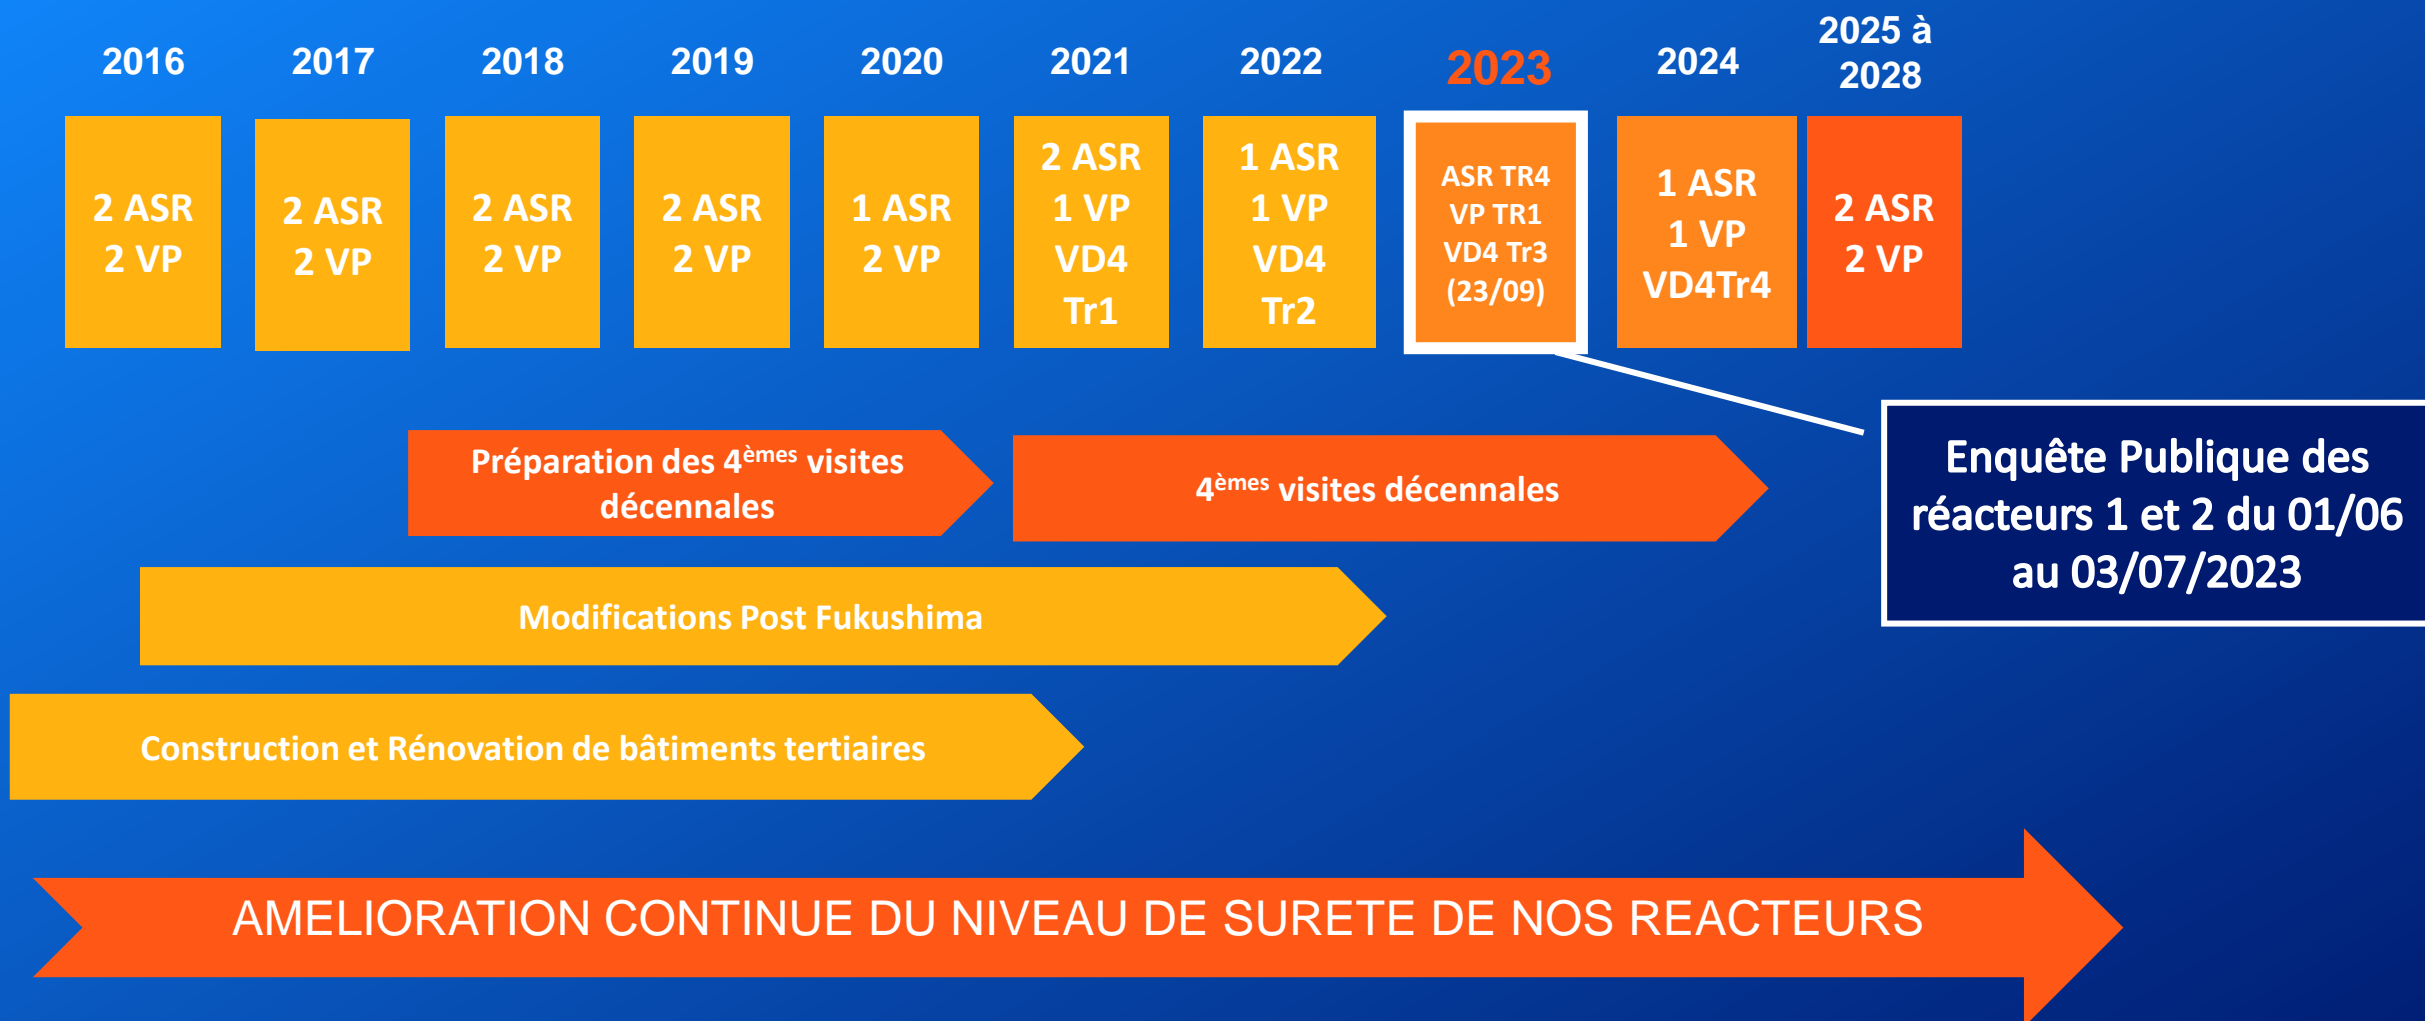 2016
2017
2018
2019
2020
2021
2022
2023
2024
2025 à
2028
2 ASR
2 VP
2 ASR
2 VP
2 ASR
2 VP
2 ASR
2 VP
1 ASR
2 VP
2 ASR
1 VP
VD4
Tr1
1 ASR
1 VP
VD4
Tr2
ASR TR4
VP TR1
VD4 Tr3
(23/09)
1 ASR
1 VP
VD4Tr4
2 ASR
2 VP
Préparation des 4èmes visites
décennales
4èmes visites décennales
Enquête Publique des
réacteurs 1 et 2 du 01/06
au 03/07/2023
Modifications Post Fukushima
Construction et Rénovation de bâtiments tertiaires
AMELIORATION CONTINUE DU NIVEAU DE SURETE DE NOS REACTEURS